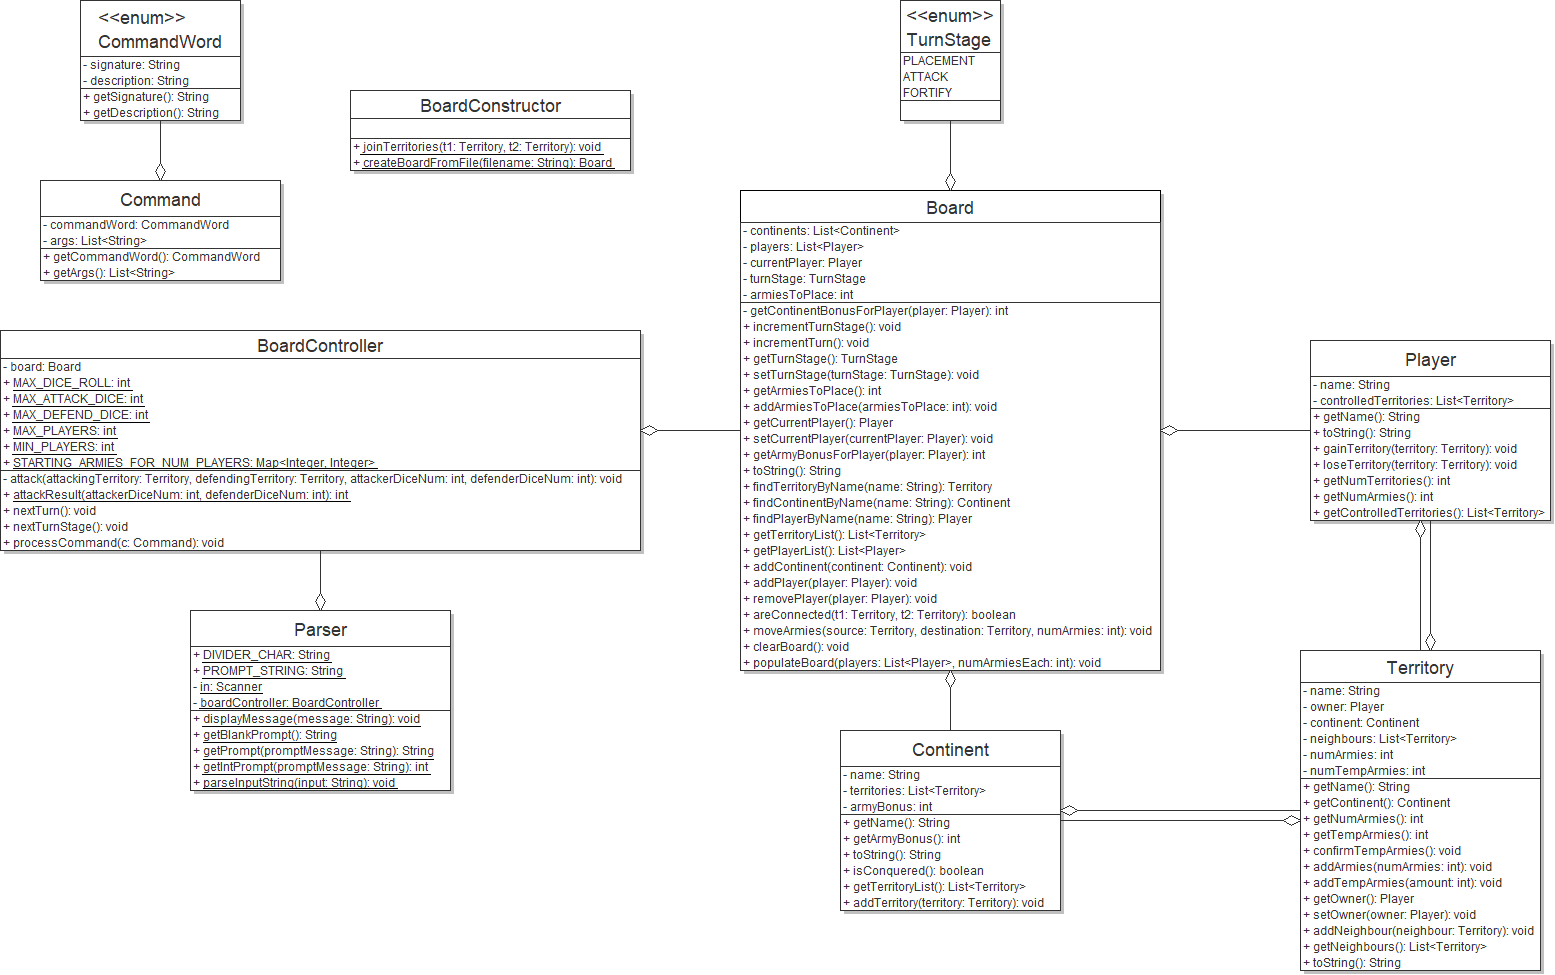 <<enum>>
CommandWord
- signature: String
- description: String
+ getSignature(): String
+ getDescription(): String
BoardConstructor
+ joinTerritories(t1: Territory, t2: Territory): void
+ createBoardFromFile(filename: String): Board
<<enum>>
TurnStage
PLACEMENT
ATTACK
FORTIFY
Command
- commandWord: CommandWord
- args: List<String>
+ getCommandWord(): CommandWord
+ getArgs(): List<String>
Board
- continents: List<Continent>
- players: List<Player>
- currentPlayer: Player
- turnStage: TurnStage
- armiesToPlace: int
- getContinentBonusForPlayer(player: Player): int
+ incrementTurnStage(): void
+ incrementTurn(): void
+ getTurnStage(): TurnStage
+ setTurnStage(turnStage: TurnStage): void
+ getArmiesToPlace(): int
+ addArmiesToPlace(armiesToPlace: int): void
+ getCurrentPlayer(): Player
+ setCurrentPlayer(currentPlayer: Player): void
+ getArmyBonusForPlayer(player: Player): int
+ toString(): String
+ findTerritoryByName(name: String): Territory
+ findContinentByName(name: String): Continent
+ findPlayerByName(name: String): Player
+ getTerritoryList(): List<Territory>
+ getPlayerList(): List<Player>
+ addContinent(continent: Continent): void
+ addPlayer(player: Player): void
+ removePlayer(player: Player): void
+ areConnected(t1: Territory, t2: Territory): boolean
+ moveArmies(source: Territory, destination: Territory, numArmies: int): void
+ clearBoard(): void
+ populateBoard(players: List<Player>, numArmiesEach: int): void
BoardController
- board: Board
+ MAX_DICE_ROLL: int
+ MAX_ATTACK_DICE: int
+ MAX_DEFEND_DICE: int
+ MAX_PLAYERS: int
+ MIN_PLAYERS: int
+ STARTING_ARMIES_FOR_NUM_PLAYERS: Map<Integer, Integer>
- attack(attackingTerritory: Territory, defendingTerritory: Territory, attackerDiceNum: int, defenderDiceNum: int): void
+ attackResult(attackerDiceNum: int, defenderDiceNum: int): int
+ nextTurn(): void
+ nextTurnStage(): void
+ processCommand(c: Command): void
Player
- name: String
- controlledTerritories: List<Territory>
+ getName(): String
+ toString(): String
+ gainTerritory(territory: Territory): void
+ loseTerritory(territory: Territory): void
+ getNumTerritories(): int
+ getNumArmies(): int
+ getControlledTerritories(): List<Territory>
Parser
+ DIVIDER_CHAR: String
+ PROMPT_STRING: String
- in: Scanner
- boardController: BoardController
+ displayMessage(message: String): void
+ getBlankPrompt(): String
+ getPrompt(promptMessage: String): String
+ getIntPrompt(promptMessage: String): int
+ parseInputString(input: String): void
Continent
- name: String
- territories: List<Territory>
- armyBonus: int
+ getName(): String
+ getArmyBonus(): int
+ toString(): String
+ isConquered(): boolean
+ getTerritoryList(): List<Territory>
+ addTerritory(territory: Territory): void
Territory
- name: String
- owner: Player
- continent: Continent
- neighbours: List<Territory>
- numArmies: int
- numTempArmies: int
+ getName(): String
+ getContinent(): Continent
+ getNumArmies(): int
+ getTempArmies(): int
+ confirmTempArmies(): void
+ addArmies(numArmies: int): void
+ addTempArmies(amount: int): void
+ getOwner(): Player
+ setOwner(owner: Player): void
+ addNeighbour(neighbour: Territory): void
+ getNeighbours(): List<Territory>
+ toString(): String